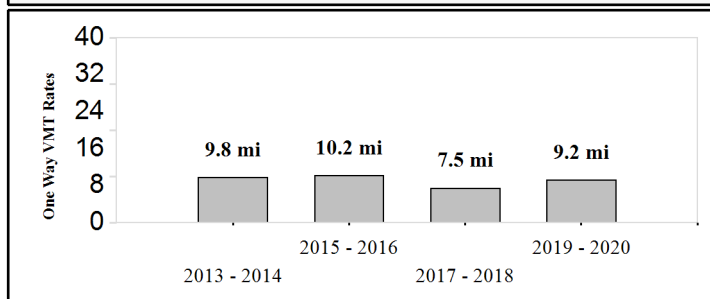 40
32
24
16
8
0
One Way VMT Rates
9.8 mi
10.2 mi
7.5 mi
9.2 mi
2015 - 2016
2019 - 2020
2013 - 2014
2017 - 2018